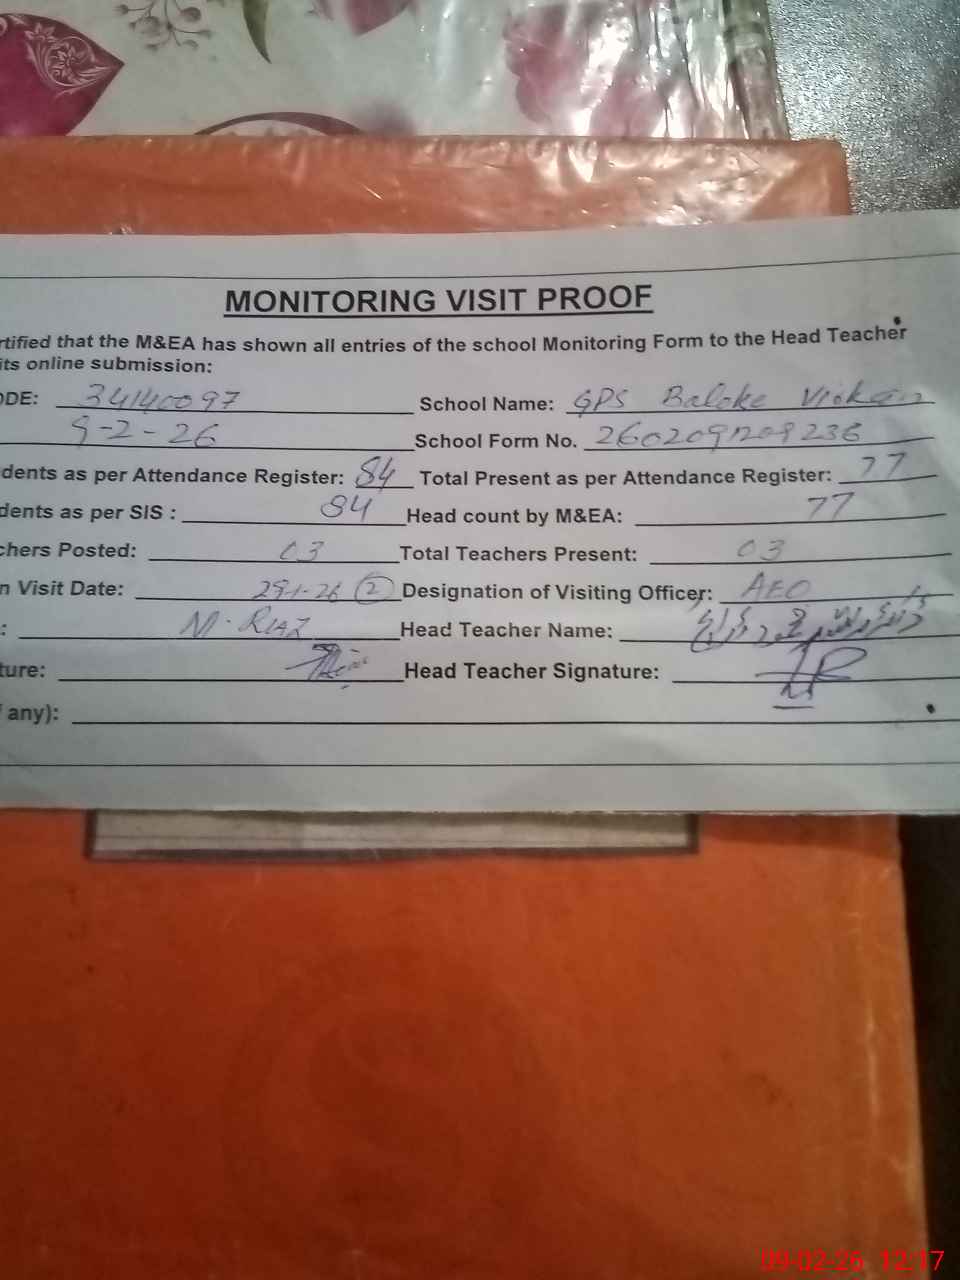 MONITORING VISIT PROOF
rtified that the M&EA has shown all entries of the school Monitoring Form to the Head Teacher
its online submission:
ODE: 34140097 School Name: GPS Baloke Virkan
9-2-26 School Form No. 2602091209236
dents as per Attendance Register: 84 Total Present as per Attendance Register: 77
dents as per SIS : 84 Head count by M&EA: 77
chers Posted: 03 Total Teachers Present: 03
n Visit Date: 29-1-26 (2) Designation of Visiting Officer: AEO
: M. RIAZ Head Teacher Name:
ture: Head Teacher Signature:
any):
09-02-26 12:17